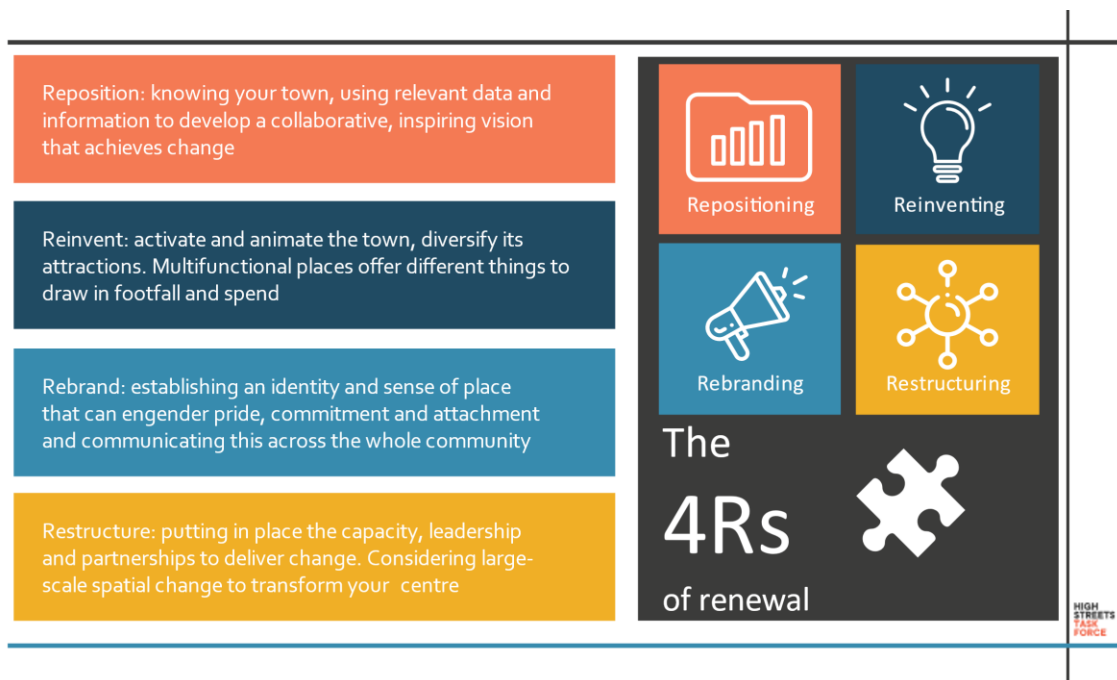 Reposition: knowing your town, using relevant data and
information to develop a collaborative, inspiring vision
that achieves change
Reinvent: activate and animate the town, diversify its
attractions. Multifunctional places offer different things to
draw in footfall and spend
Rebrand: establishing an identity and sense of place
that can engender pride, commitment and attachment
and communicating this across the whole community
Restructure: putting in place the capacity, leadership
and partnerships to deliver change. Considering large-
scale spatial change to transform your centre
Repositioning
Reinventing
Rebranding
Restructuring
The
4Rs
of renewal
HIGH
STREETS
TASK
FORCE